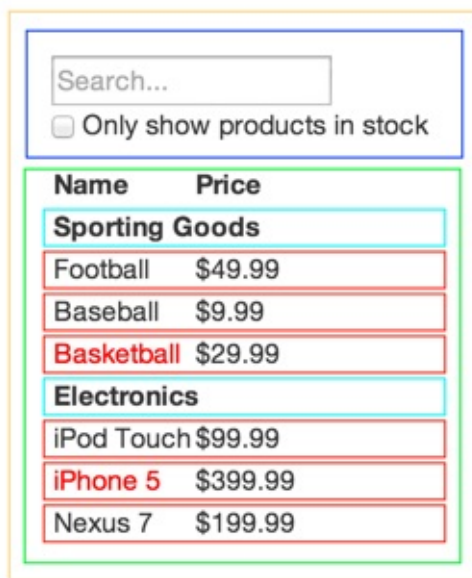 Search...
Only show products in stock
Name Price
Sporting Goods
Football $49.99
Baseball $9.99
Basketball $29.99
Electronics
iPod Touch $99.99
iPhone 5 $399.99
Nexus 7 $199.99